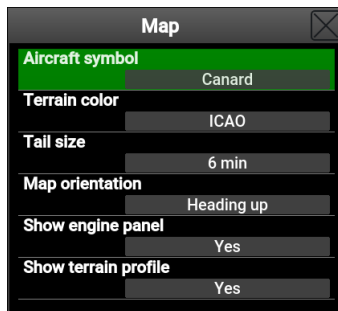 Map
Aircraft symbol
Canard
Terrain color
ICAO
Tail size
6 min
Map orientation
Heading up
Show engine panel
Yes
Show terrain profile
Yes